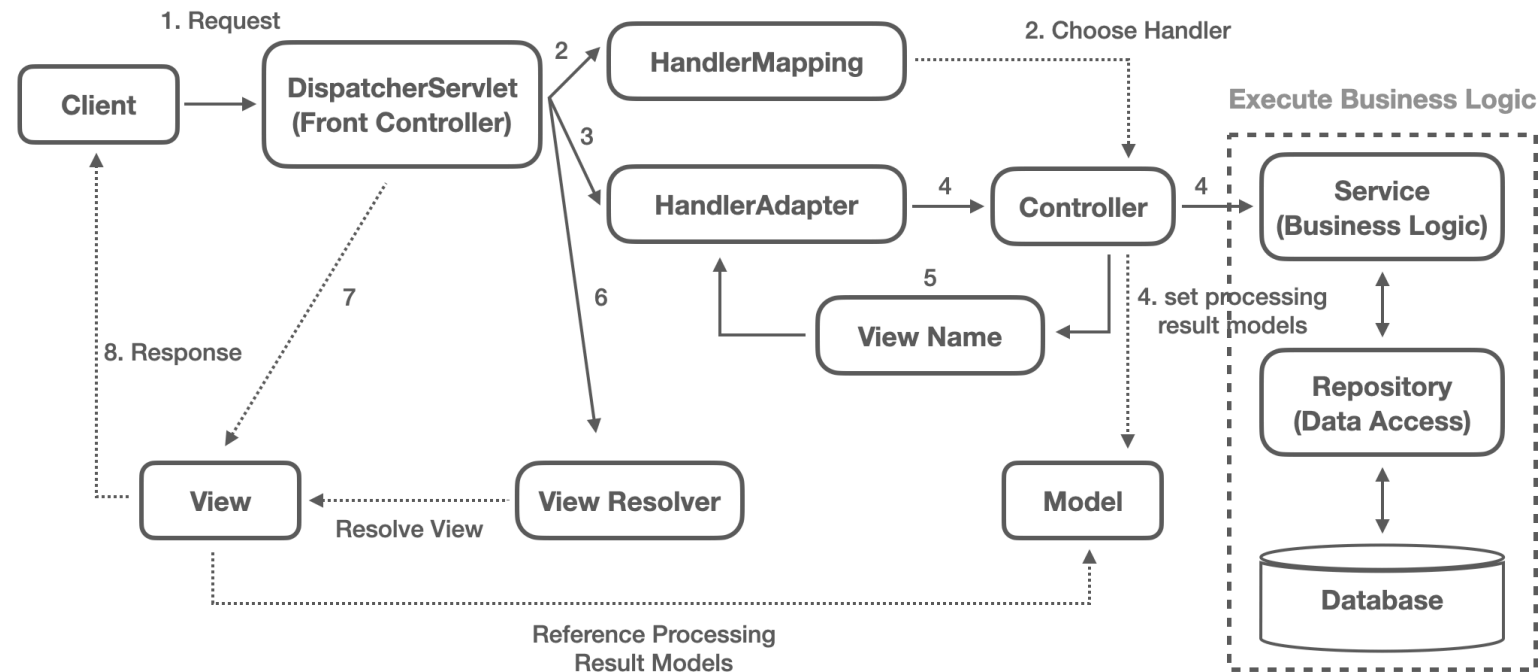 1. Request
2
HandlerMapping
2. Choose Handler
Client
DispatcherServlet
(Front Controller)
Execute Business Logic
3
HandlerAdapter
4
Controller
4
Service
(Business Logic)
7
6
5
View Name
4. set processing
result models
8. Response
Repository
(Data Access)
View
Resolve View
View Resolver
Model
Database
Reference Processing
Result Models